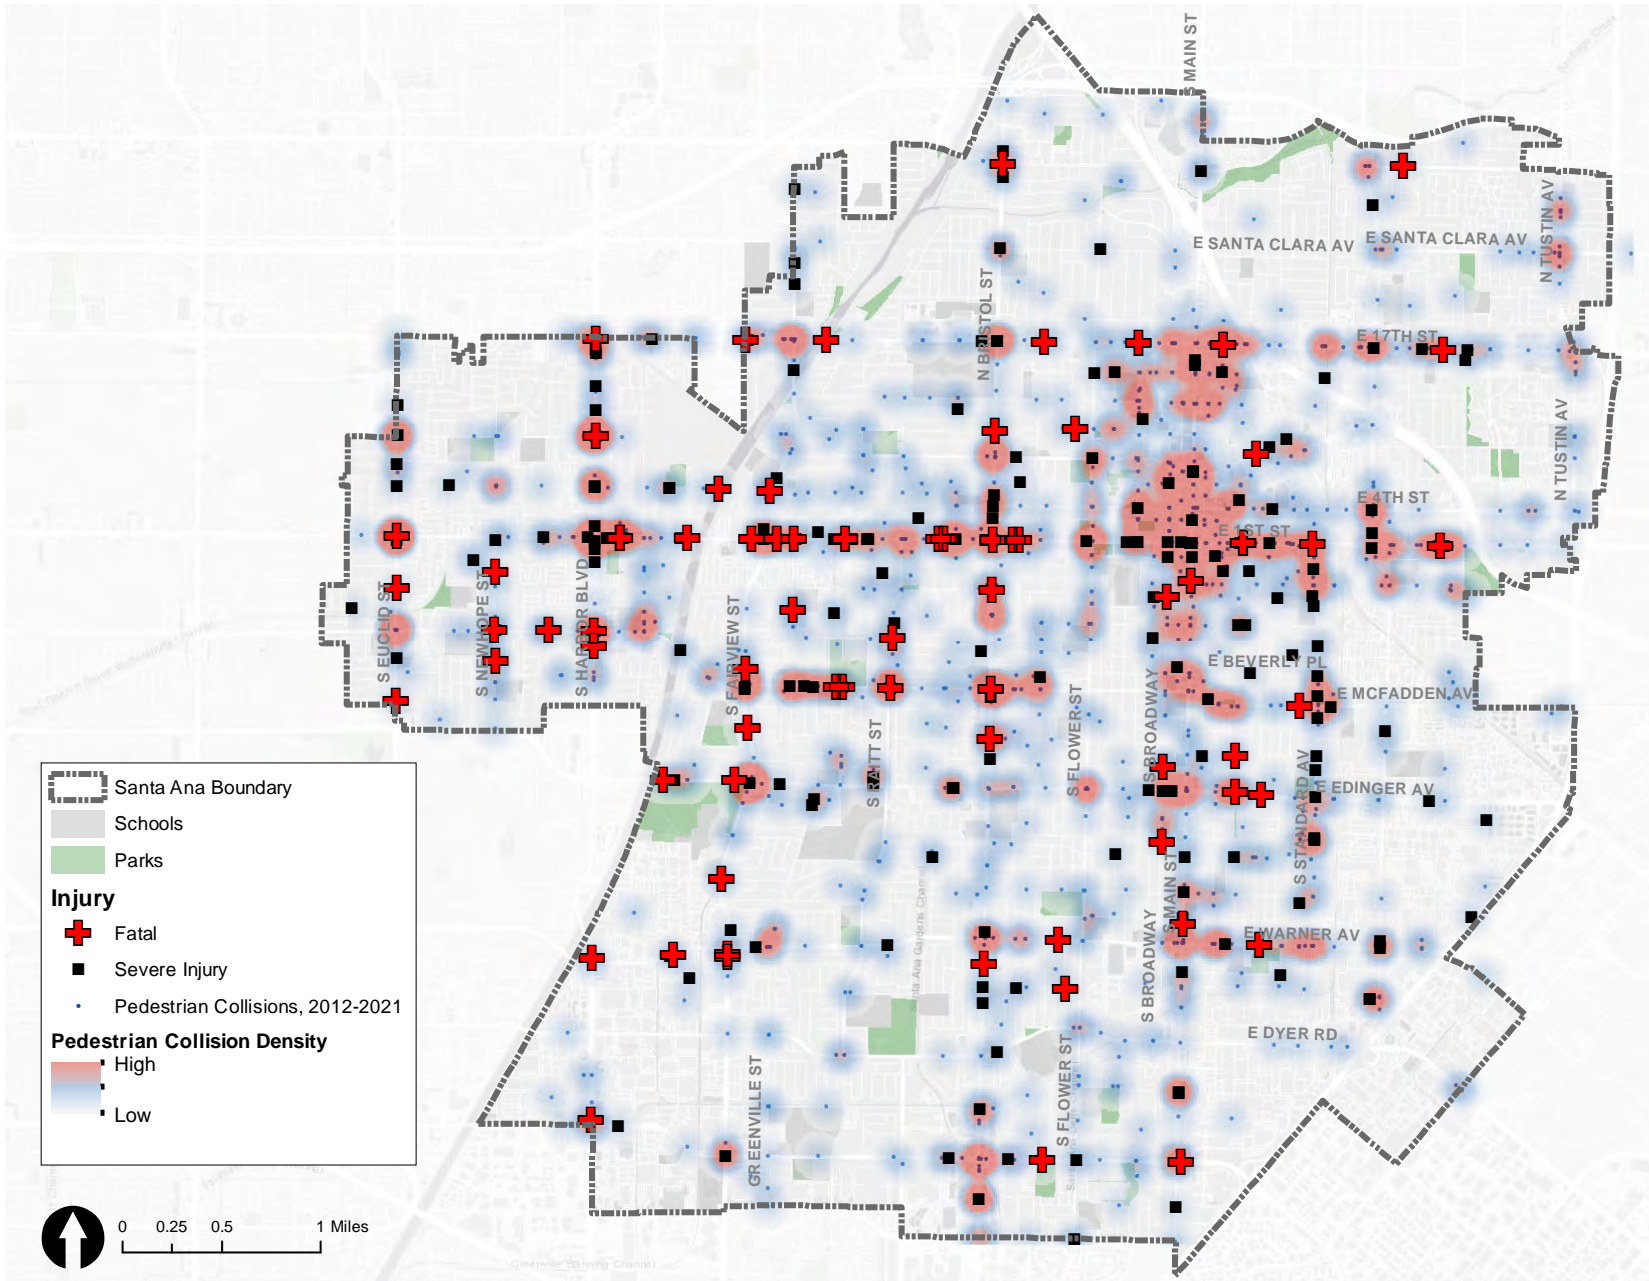 S MAIN ST
N TUSTIN AV
E SANTA CLARA AV
E SANTA CLARA AV
N BRISTOL ST
E 17TH ST
N TUSTIN AV
E 4TH ST
E 1ST ST
S EUCLID ST
S NEWHOPE ST
S HARBOR BLVD
S FAIRVIEW ST
E BEVERLY PL
E MCFADDEN AV
S RAITT ST
S FLOWER ST
S BROADWAY
S STANDARD AV
E EDINGER AV
S MAIN ST
E WARNER AV
S BROADWAY
E DYER RD
GREENVILLE ST
S FLOWER ST
Santa Ana Gardens Channel
Santa Ana Boundary
Schools
Parks
Injury
Fatal
Severe Injury
Pedestrian Collisions, 2012-2021
Pedestrian Collision Density
High
Low
0 0.25 0.5 1 Miles